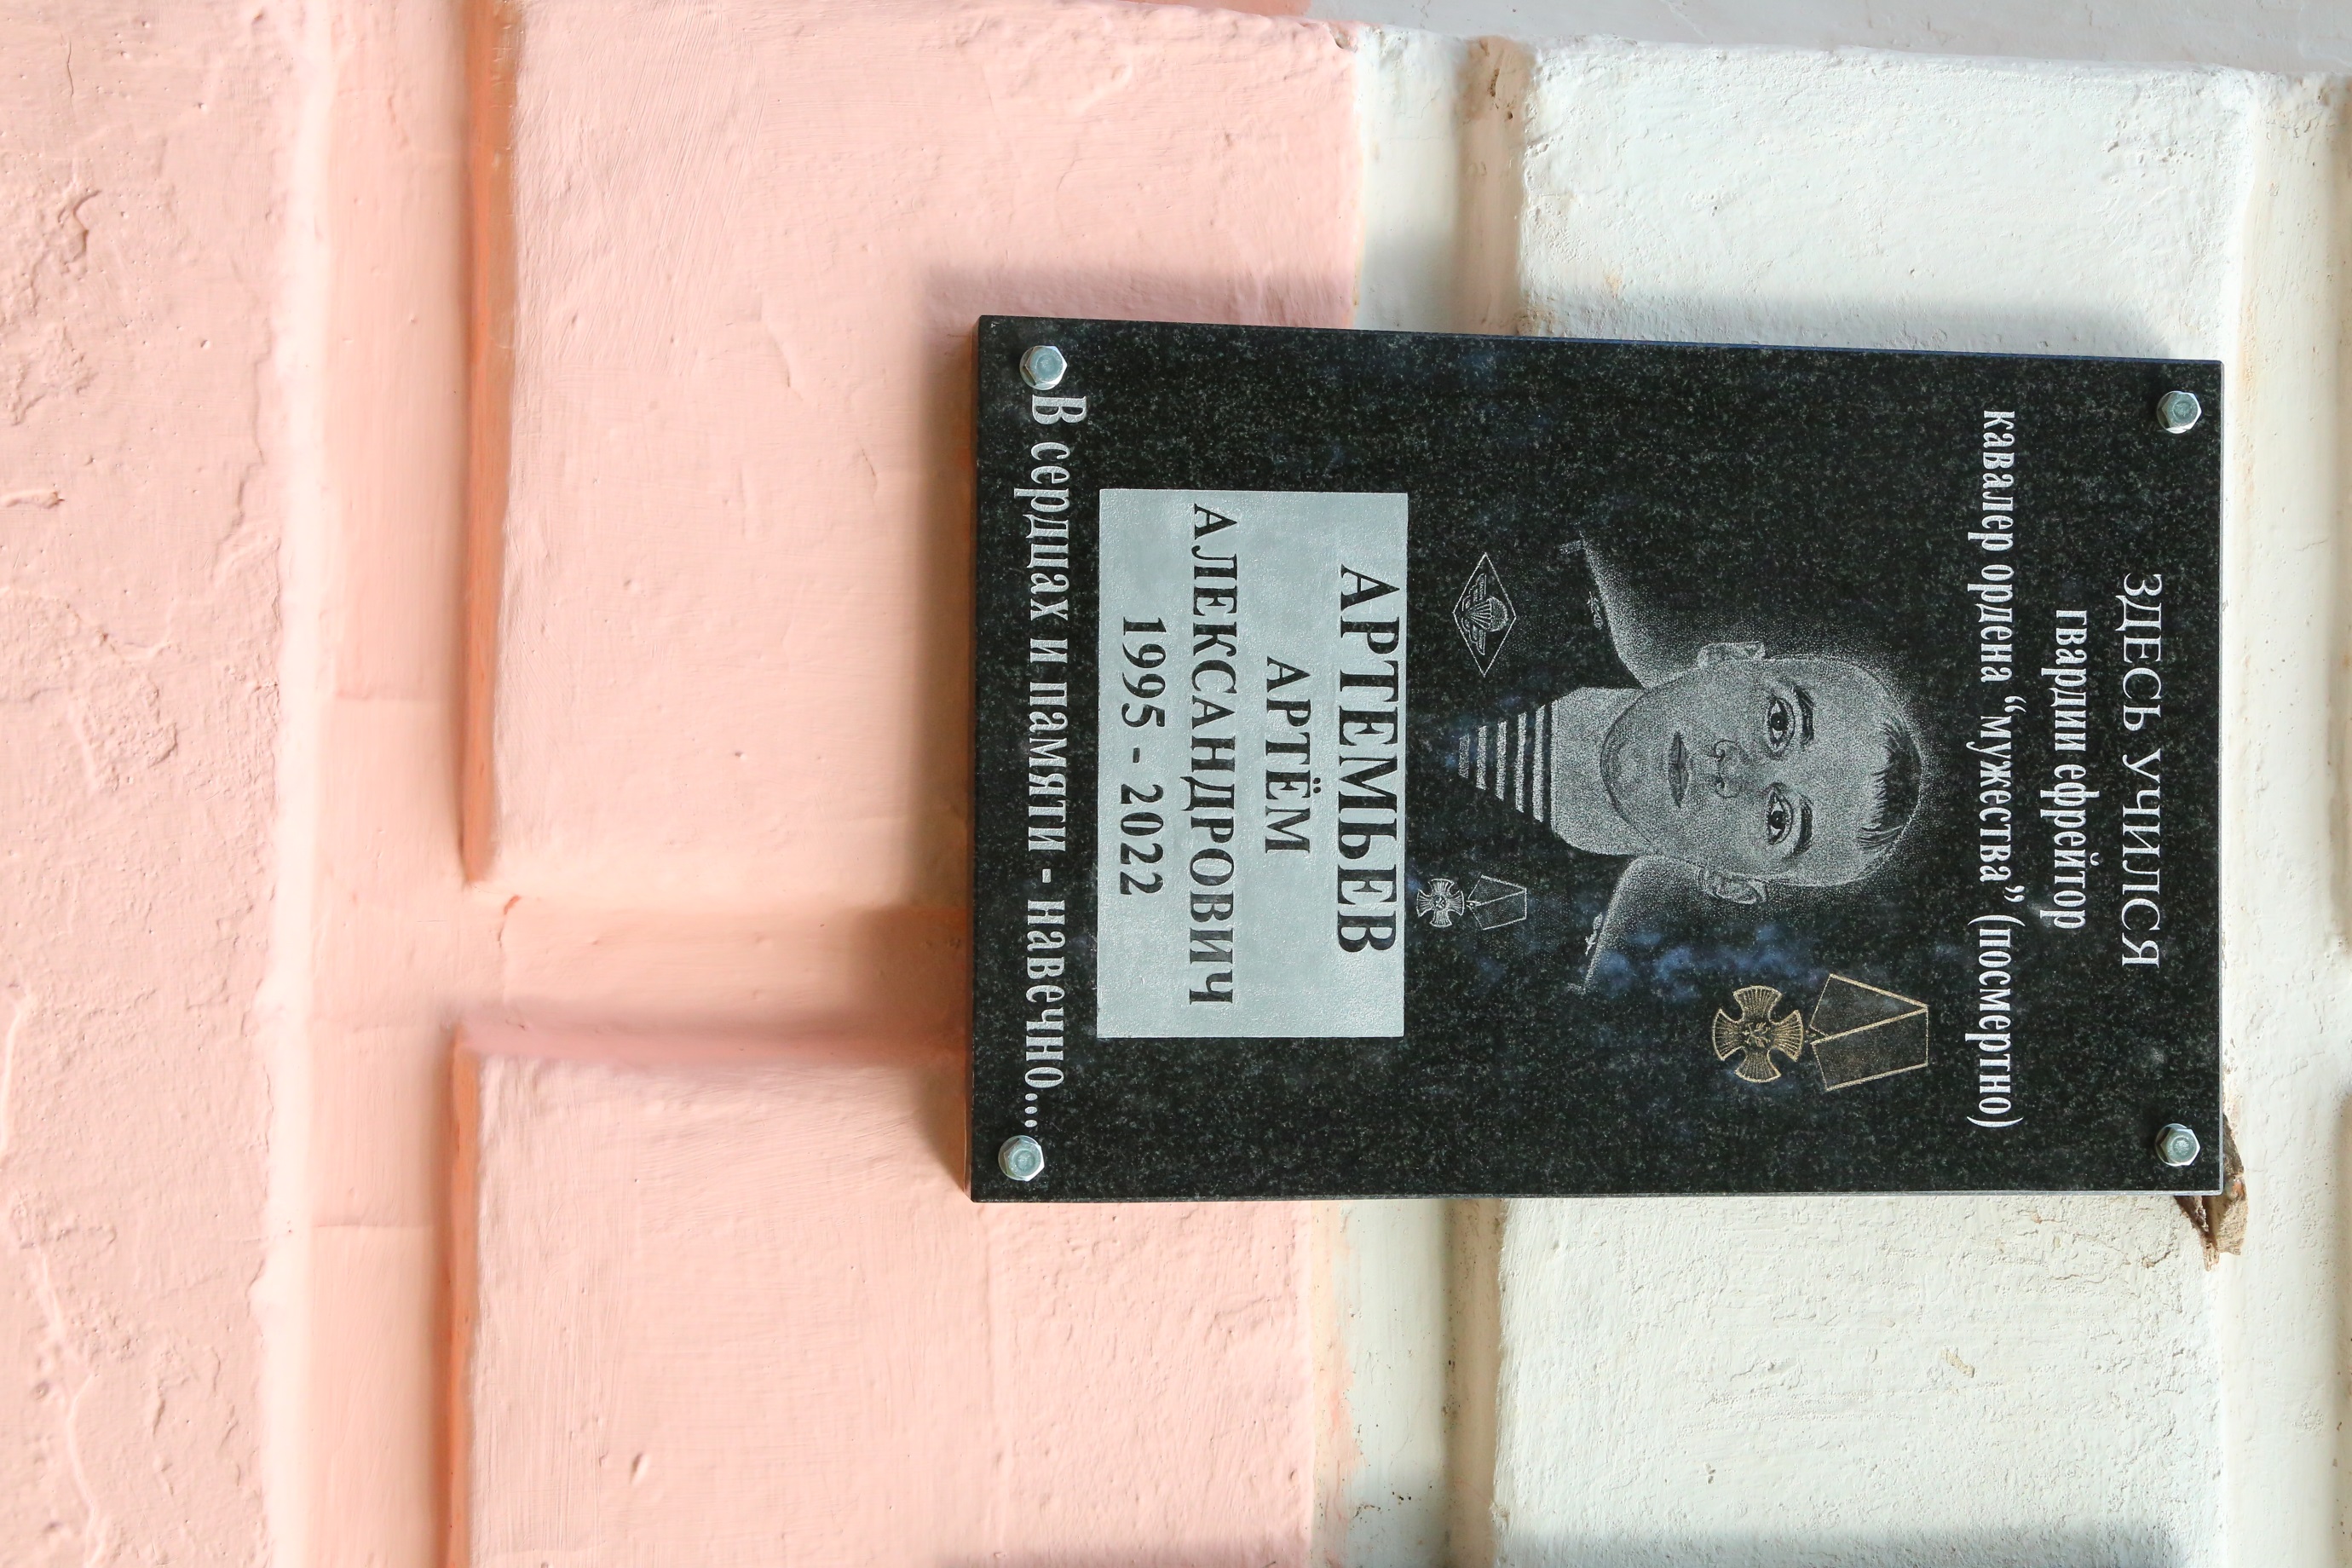 ЗДЕСЬ УЧИЛСЯ
гвардии ефрейтор
кавалер ордена “мужества” (посмертно)
АРТЕМЬЕВ
АРТЁМ
АЛЕКСАНДРОВИЧ
1995 - 2022
В сердцах и памяти - навечно...